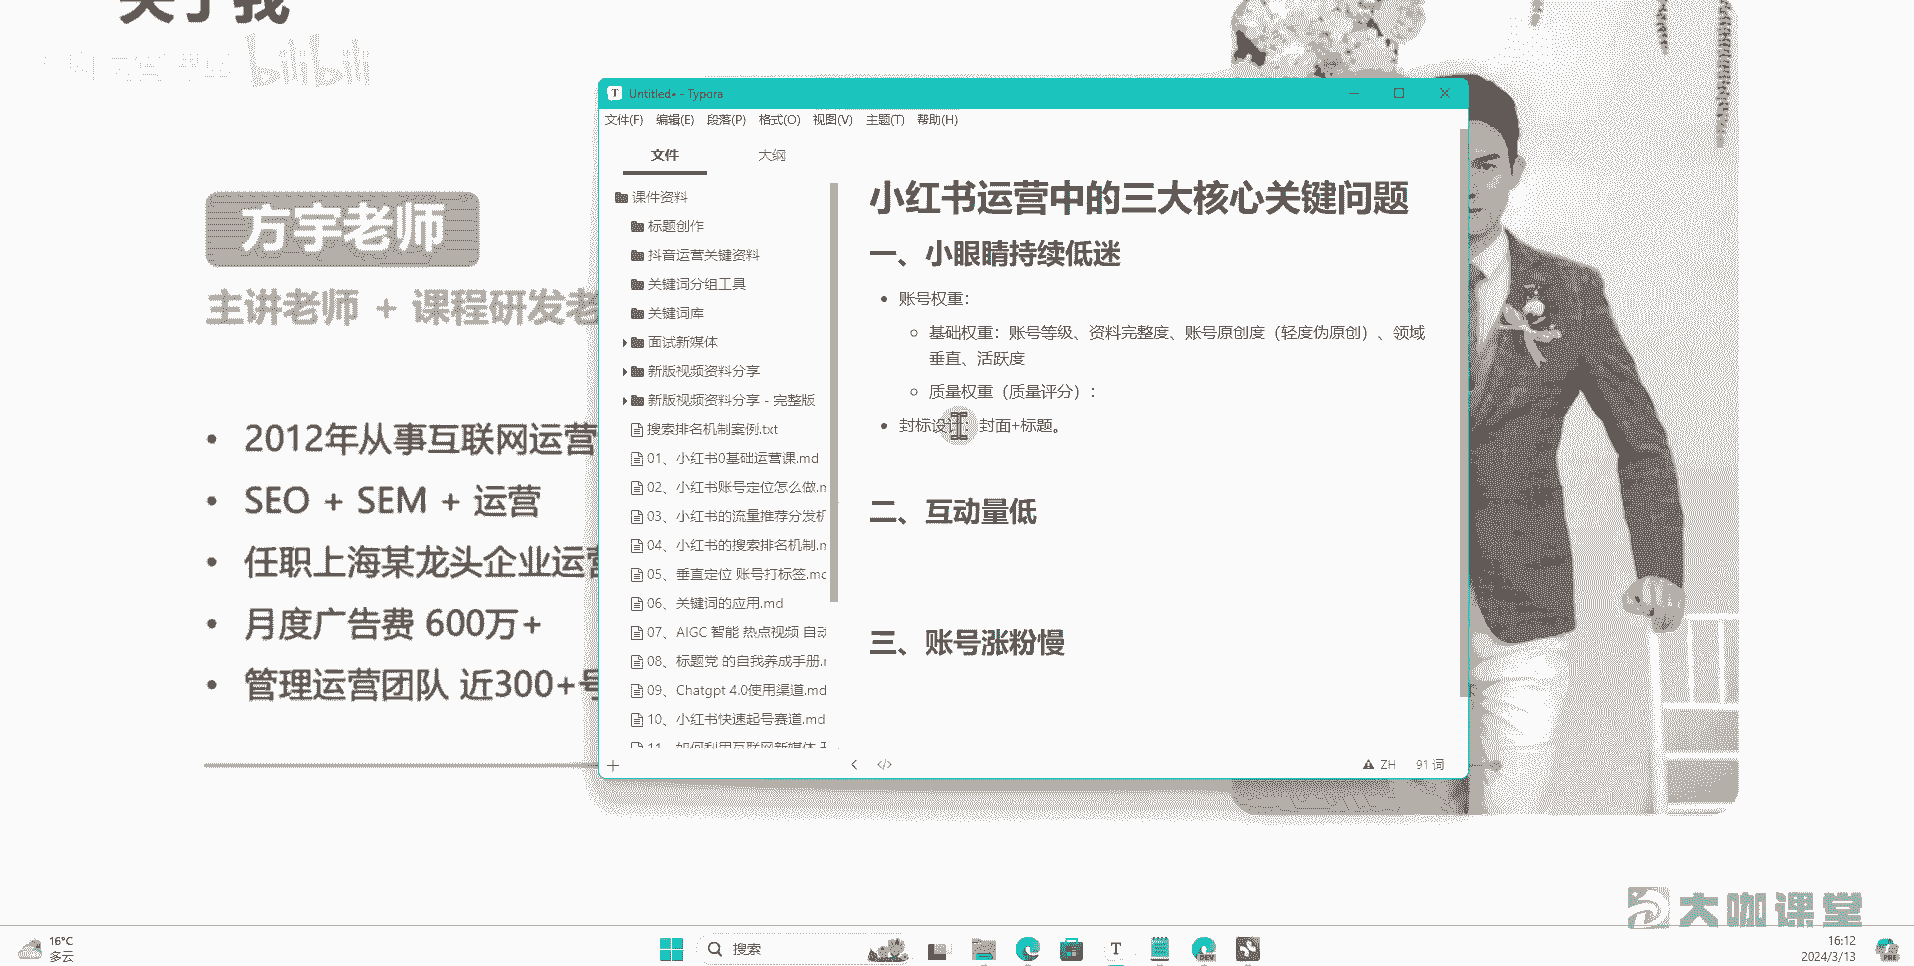 关于我
bilibili
方宇老师
主讲老师 + 课程研发老
• 2012年从事互联网运营
• SEO + SEM + 运营
• 任职上海某龙头企业运营
• 月度广告费 600万+
• 管理运营团队 近300+号
Untitled• - Typora
文件(F) 编辑(E) 段落(P) 格式(O) 视图(V) 主题(T) 帮助(H)
文件 大纲
课件资料
标题创作
抖音运营关键资料
关键词分组工具
关键词库
面试新媒体
新版视频资料分享
新版视频资料分享 - 完整版
搜索排名机制案例.txt
01、小红书0基础运营课.md
02、小红书账号定位怎么做.m
03、小红书的流量推荐分发机
04、小红书的搜索排名机制.m
05、垂直定位 账号打标签.md
06、关键词的应用.md
07、AIGC 智能 热点视频 自动
08、标题党 的自我养成手册.m
09、Chatgpt 4.0使用渠道.md
10、小红书快速起号赛道.md
11、如何利用互联网新媒体
小红书运营中的三大核心关键问题
一、小眼睛持续低迷
• 账号权重：
基础权重：账号等级、资料完整度、账号原创度（轻度伪原创）、领域
垂直、活跃度
质量权重（质量评分）：
• 封标设计：封面+标题。
二、互动量低
三、账号涨粉慢
ZH 91 词
大咖课堂
16°C
多云
搜索
16:12
2024/3/13